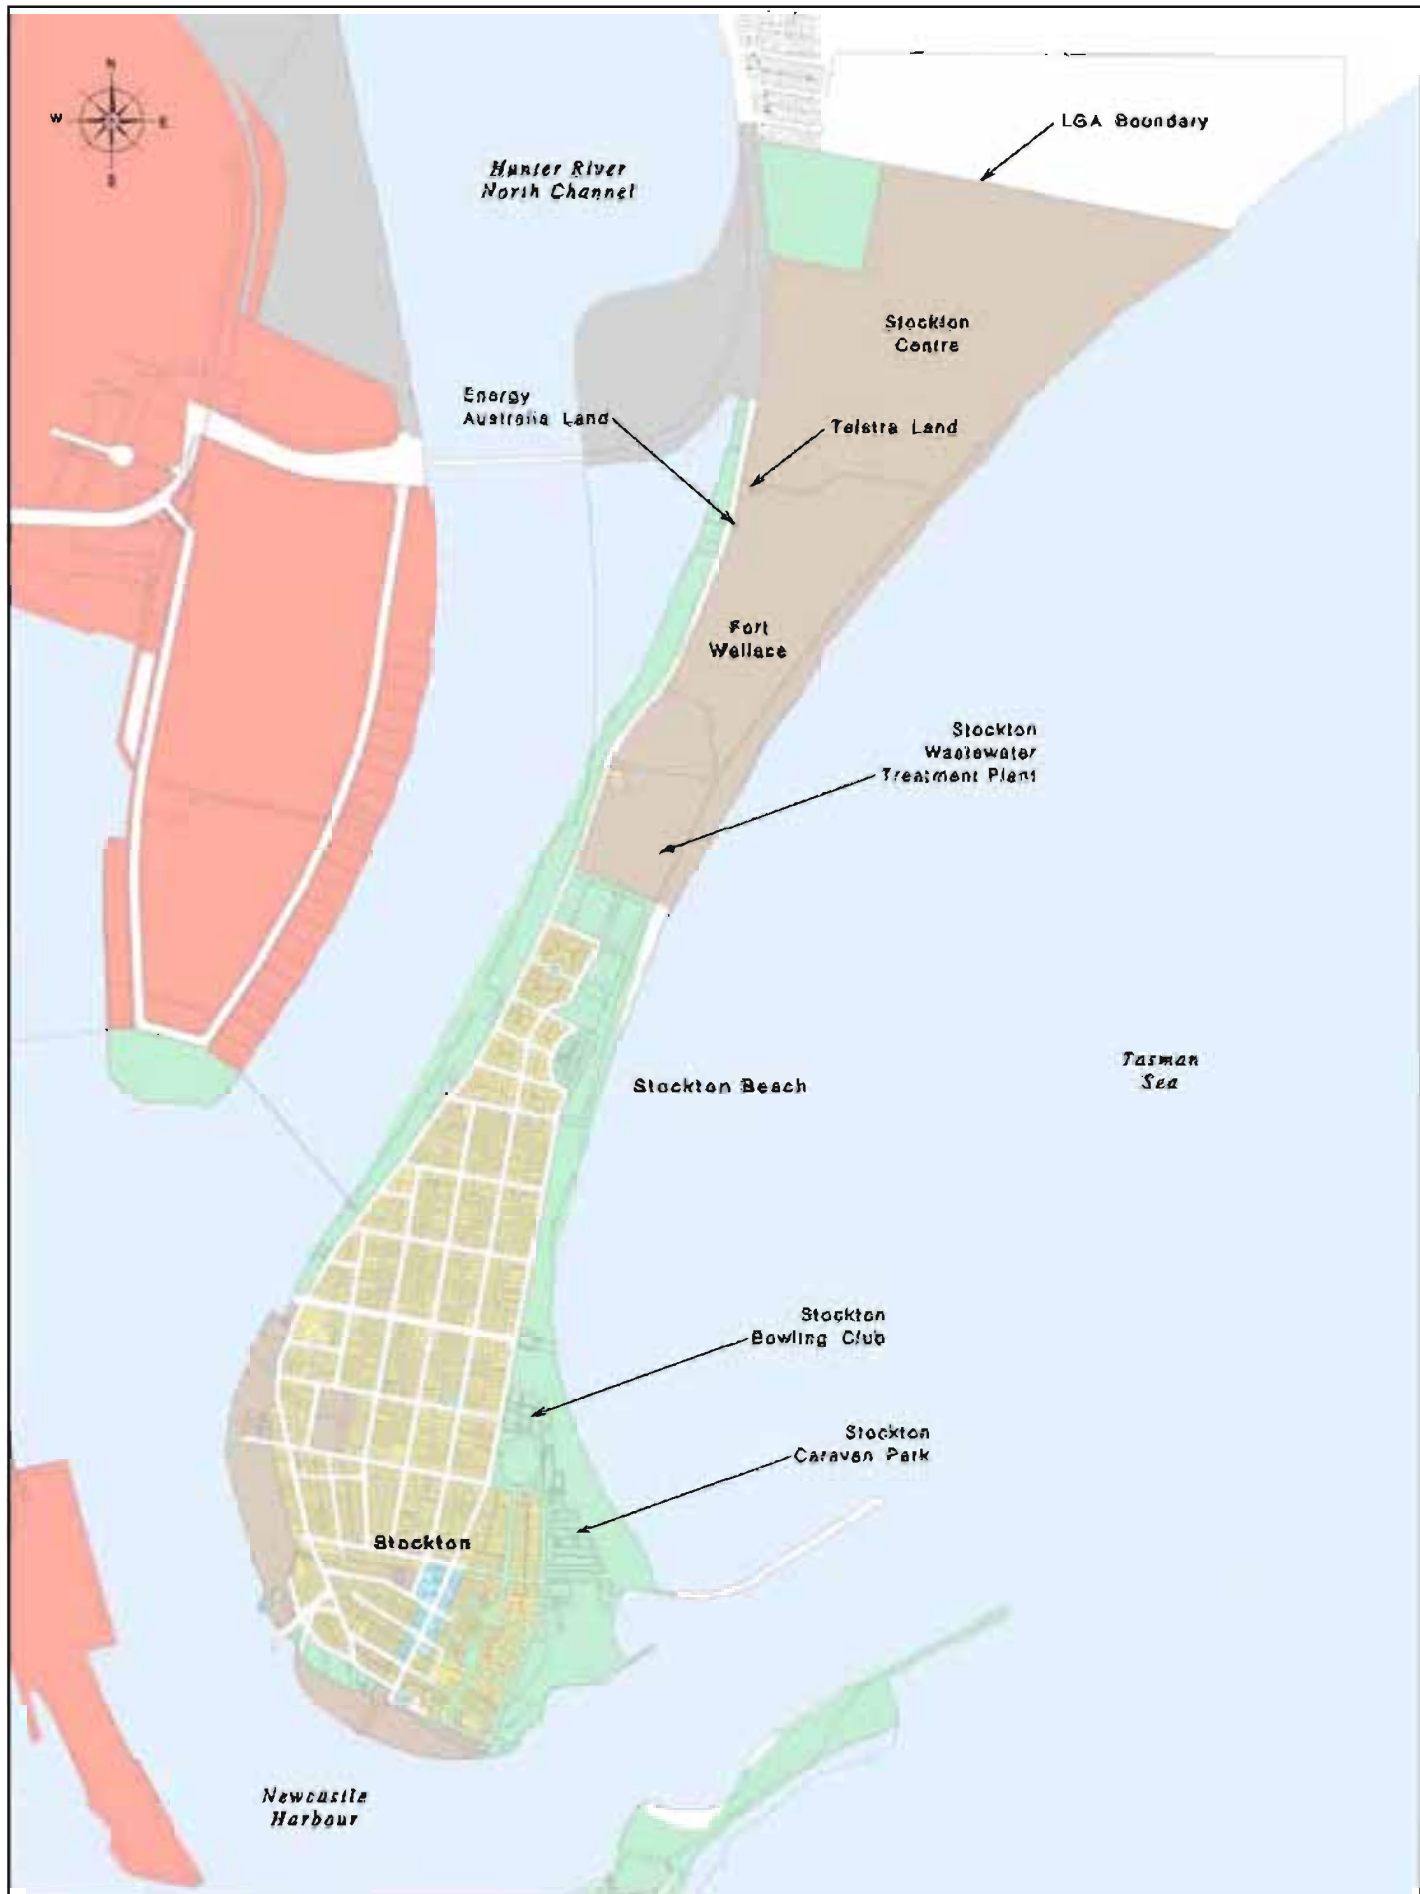 N
W
E
S
LGA Boundary
Hunter River
North Channel
Stockton
Centre
Energy
Australia Land
Telstra Land
Fort
Wallace
Stockton
Wastewater
Treatment Plant
Stockton Beach
Tasman
Sea
Stockton
Bowling Club
Stockton
Caravan Park
Stockton
Newcastle
Harbour